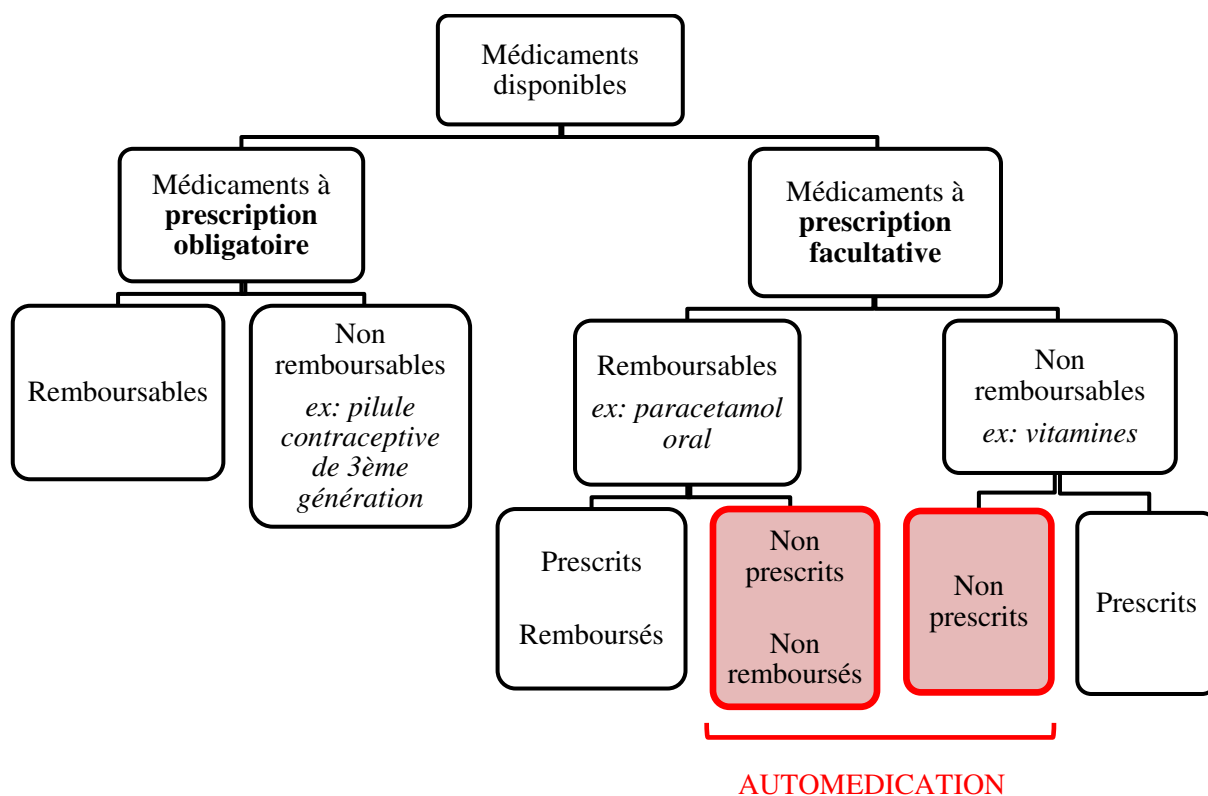 Médicaments
disponibles
Médicaments à
prescription
obligatoire
Médicaments à
prescription
facultative
Remboursables
Non
remboursables
ex: pilule
contraceptive
de 3ème
génération
Remboursables
ex: paracetamol
oral
Non
remboursables
ex: vitamines
Prescrits
Remboursés
Non
prescrits
Non
remboursés
Non
prescrits
Prescrits
AUTOMEDICATION